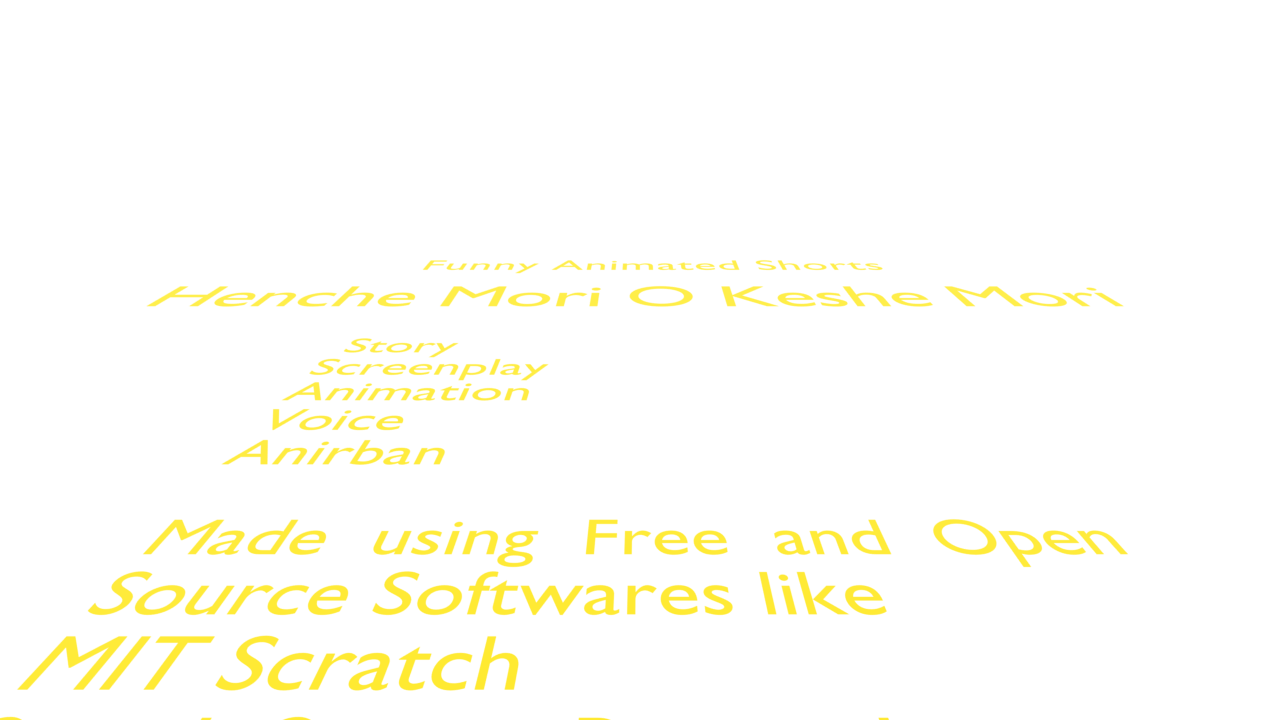 Funny Animated Shorts
Henche Mori O Keshe Mori
Story
Screenplay
Animation
Voice
Anirban
Made using Free and Open
Source Softwares like
MIT Scratch